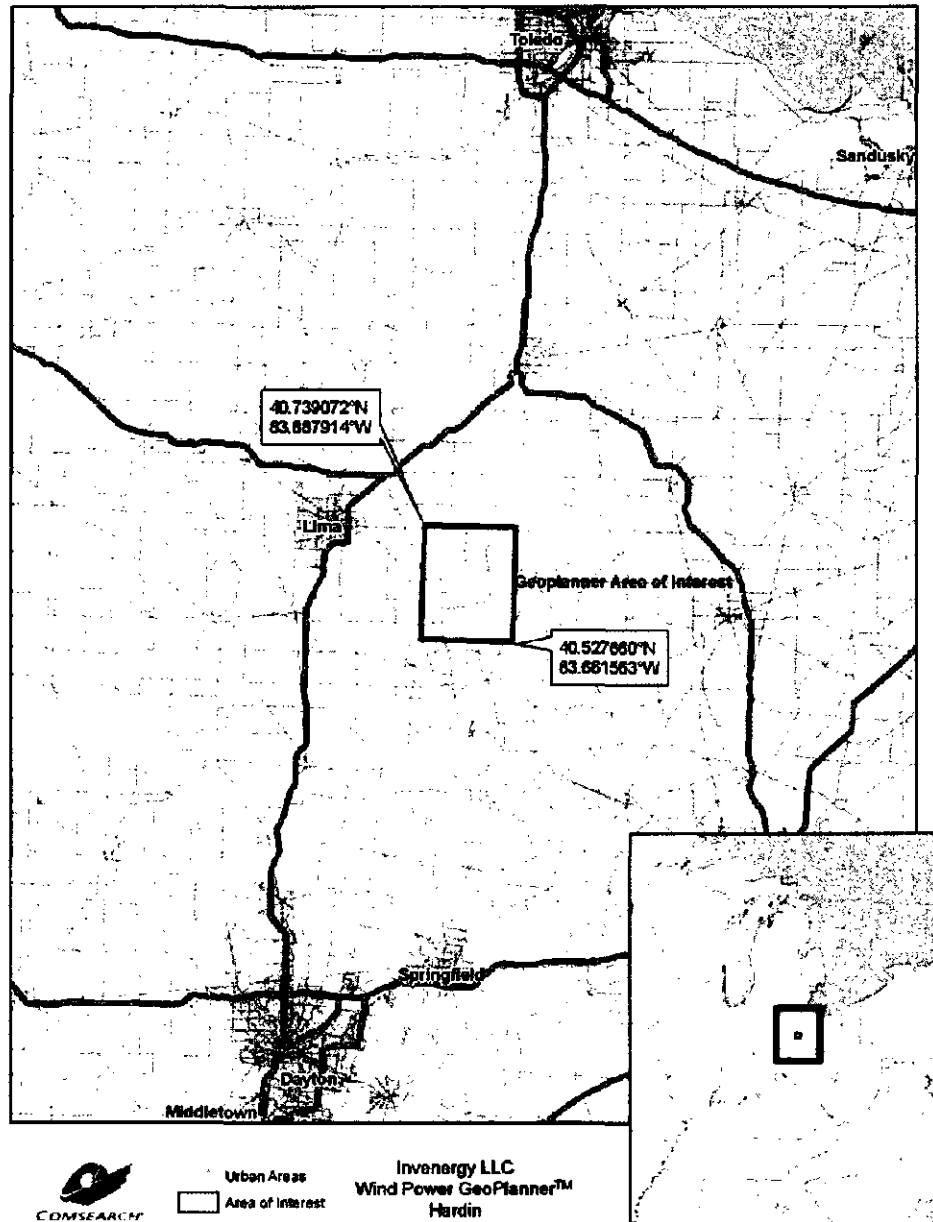 Toledo
Sandusky
40.739072°N
83.887914°W
Lima
Geoplanner Area of Interest
40.527660°N
83.681563°W
Springfield
Dayton
Middletown
COMSEARCH
Urban Areas
Area of Interest
Invenergy LLC
Wind Power GeoPlanner™
Hardin